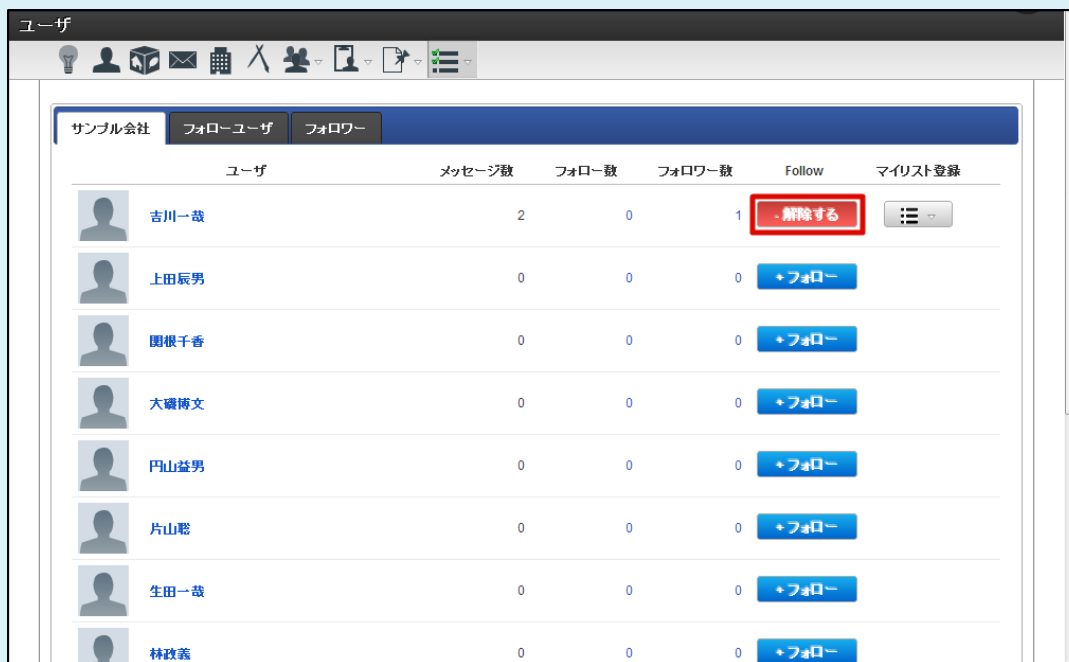 ユーザ
サンプル会社 フォローユーザ フォロワー
ユーザ メッセージ数 フォロー数 フォロワー数 Follow マイリスト登録
吉川一哉 2 0 1 - 解除する
上田辰男 0 0 0 +フォロー
関根千香 0 0 0 +フォロー
大磯博文 0 0 0 +フォロー
円山益男 0 0 0 +フォロー
片山聡 0 0 0 +フォロー
生田一哉 0 0 0 +フォロー
林政義 0 0 0 +フォロー